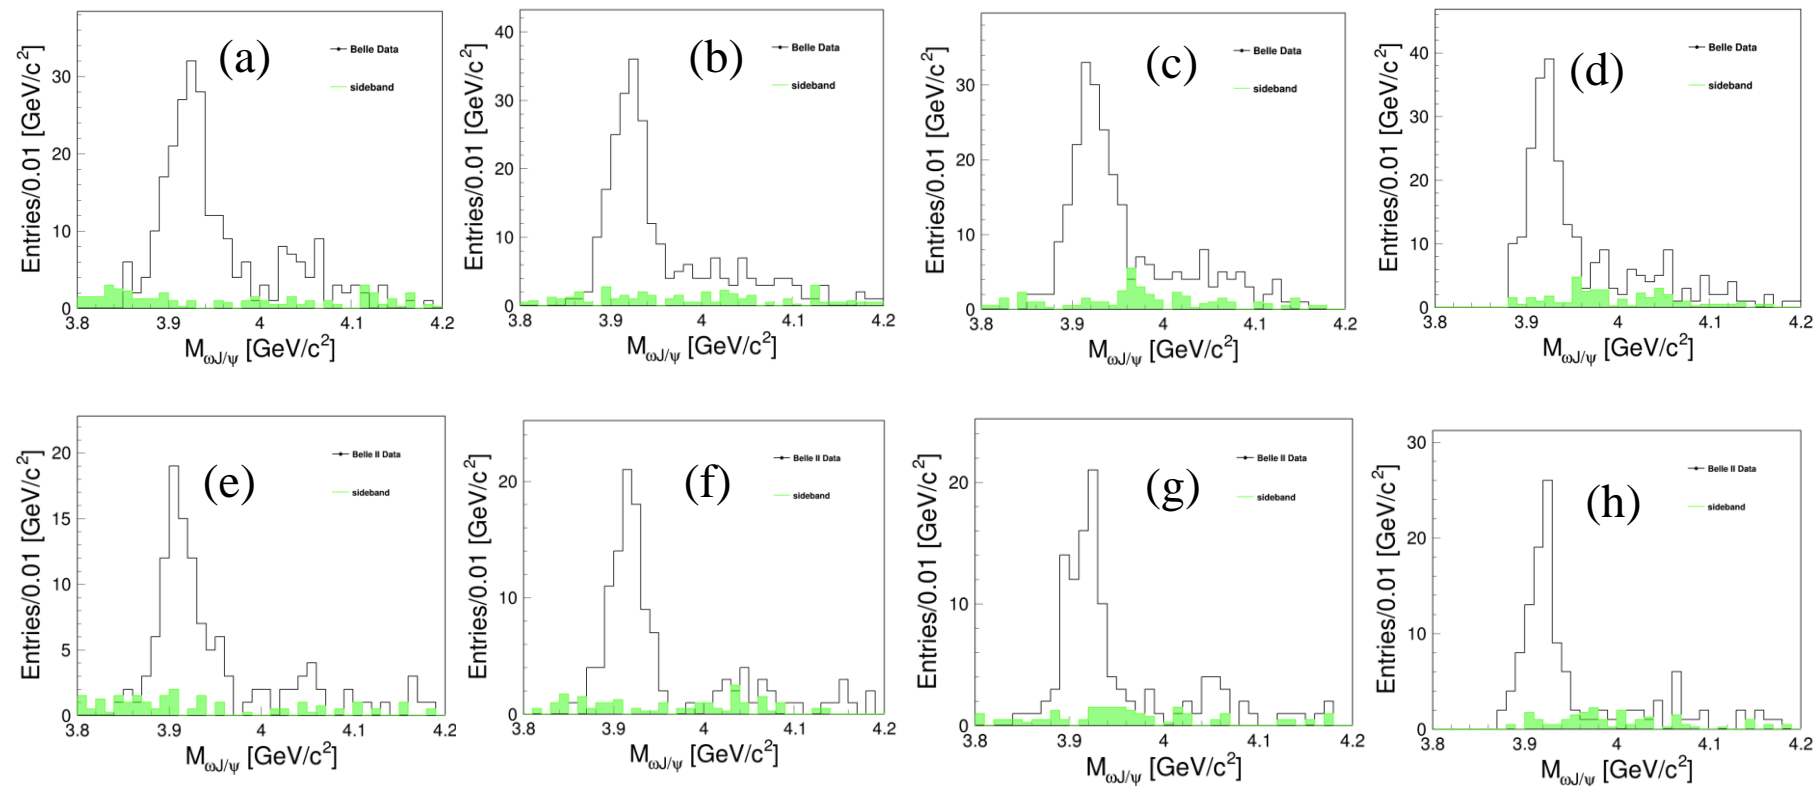 (a)
Belle Data
sideband
Entries/0.01 [GeV/c²]
30
20
10
0
3.8 3.9 4 4.1 4.2
M_ωJ/ψ [GeV/c²]
(b)
Belle Data
sideband
Entries/0.01 [GeV/c²]
40
30
20
10
0
3.8 3.9 4 4.1 4.2
M_ωJ/ψ [GeV/c²]
(c)
Belle Data
sideband
Entries/0.01 [GeV/c²]
30
20
10
0
3.8 3.9 4 4.1 4.2
M_ωJ/ψ [GeV/c²]
(d)
Belle Data
sideband
Entries/0.01 [GeV/c²]
40
30
20
10
0
3.8 3.9 4 4.1 4.2
M_ωJ/ψ [GeV/c²]
(e)
Belle II Data
sideband
Entries/0.01 [GeV/c²]
20
15
10
5
0
3.8 3.9 4 4.1 4.2
M_ωJ/ψ [GeV/c²]
(f)
Belle II Data
sideband
Entries/0.01 [GeV/c²]
20
10
0
3.8 3.9 4 4.1 4.2
M_ωJ/ψ [GeV/c²]
(g)
Belle II Data
sideband
Entries/0.01 [GeV/c²]
20
10
0
3.8 3.9 4 4.1 4.2
M_ωJ/ψ [GeV/c²]
(h)
Belle II Data
sideband
Entries/0.01 [GeV/c²]
30
20
10
0
3.8 3.9 4 4.1 4.2
M_ωJ/ψ [GeV/c²]